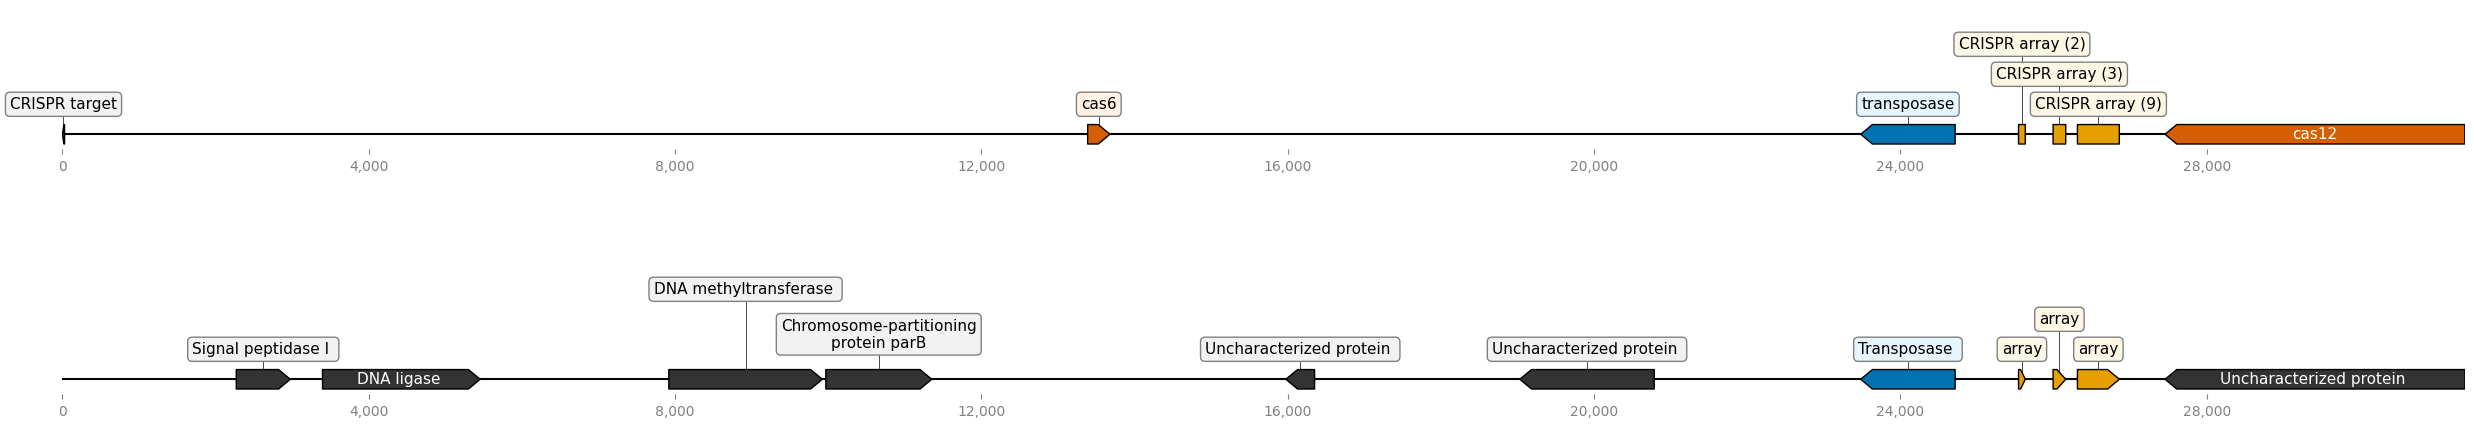 CRISPR array (2)
CRISPR array (3)
CRISPR target
cas6
transposase
CRISPR array (9)
cas12
0
4,000
8,000
12,000
16,000
20,000
24,000
28,000
DNA methyltransferase
array
Chromosome-partitioning
protein parB
Signal peptidase I
Uncharacterized protein
Uncharacterized protein
Transposase
array
array
DNA ligase
Uncharacterized protein
0
4,000
8,000
12,000
16,000
20,000
24,000
28,000